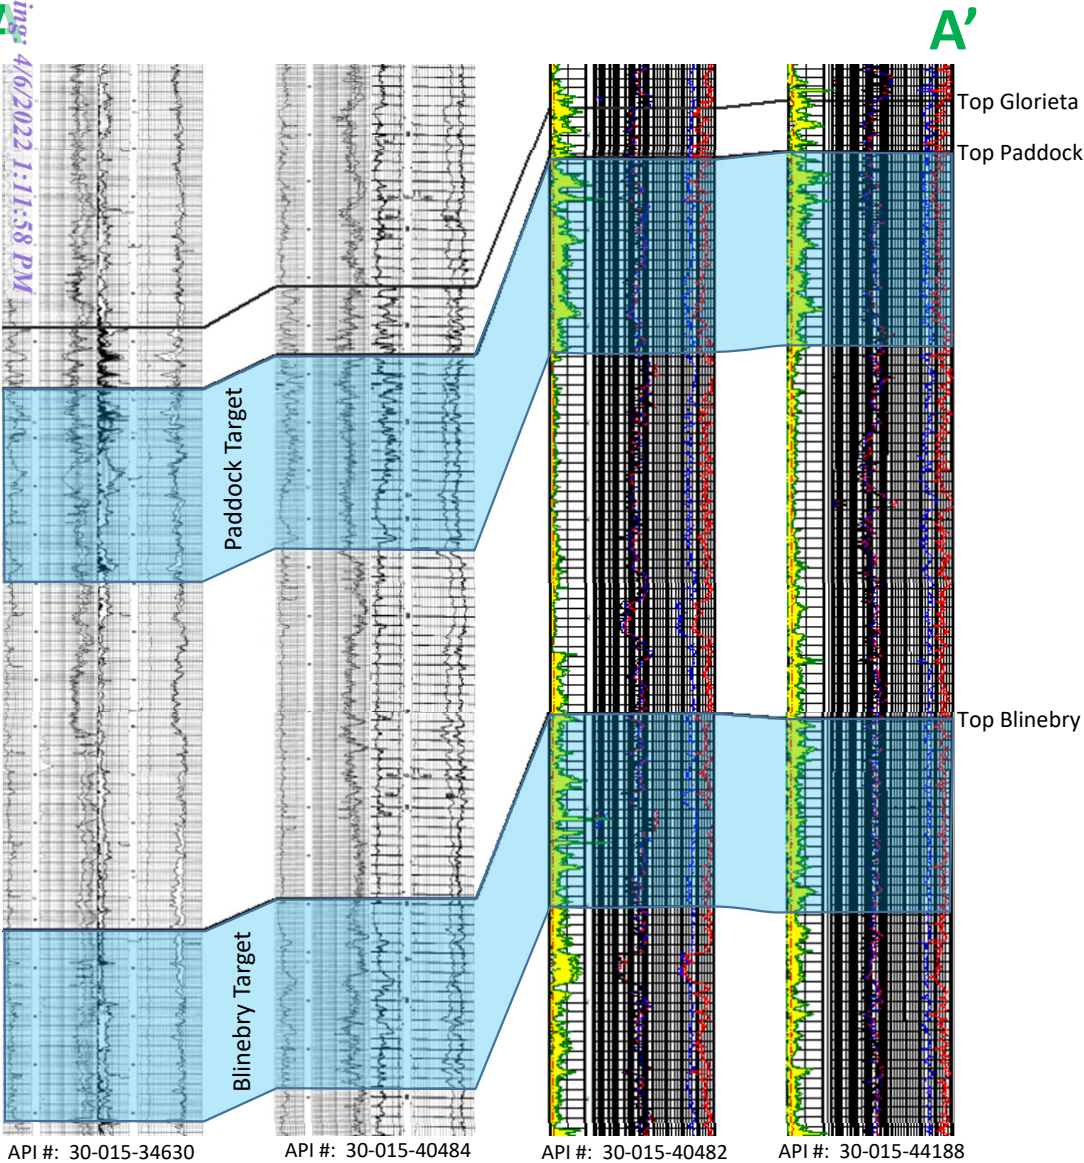 A
ing: 4/6/2022 1:11:58 PM
A’
Top Glorieta
Top Paddock
Paddock Target
Top Blinebry
Blinebry Target
API #: 30-015-34630
API #: 30-015-40484
API #: 30-015-40482
API #: 30-015-44188